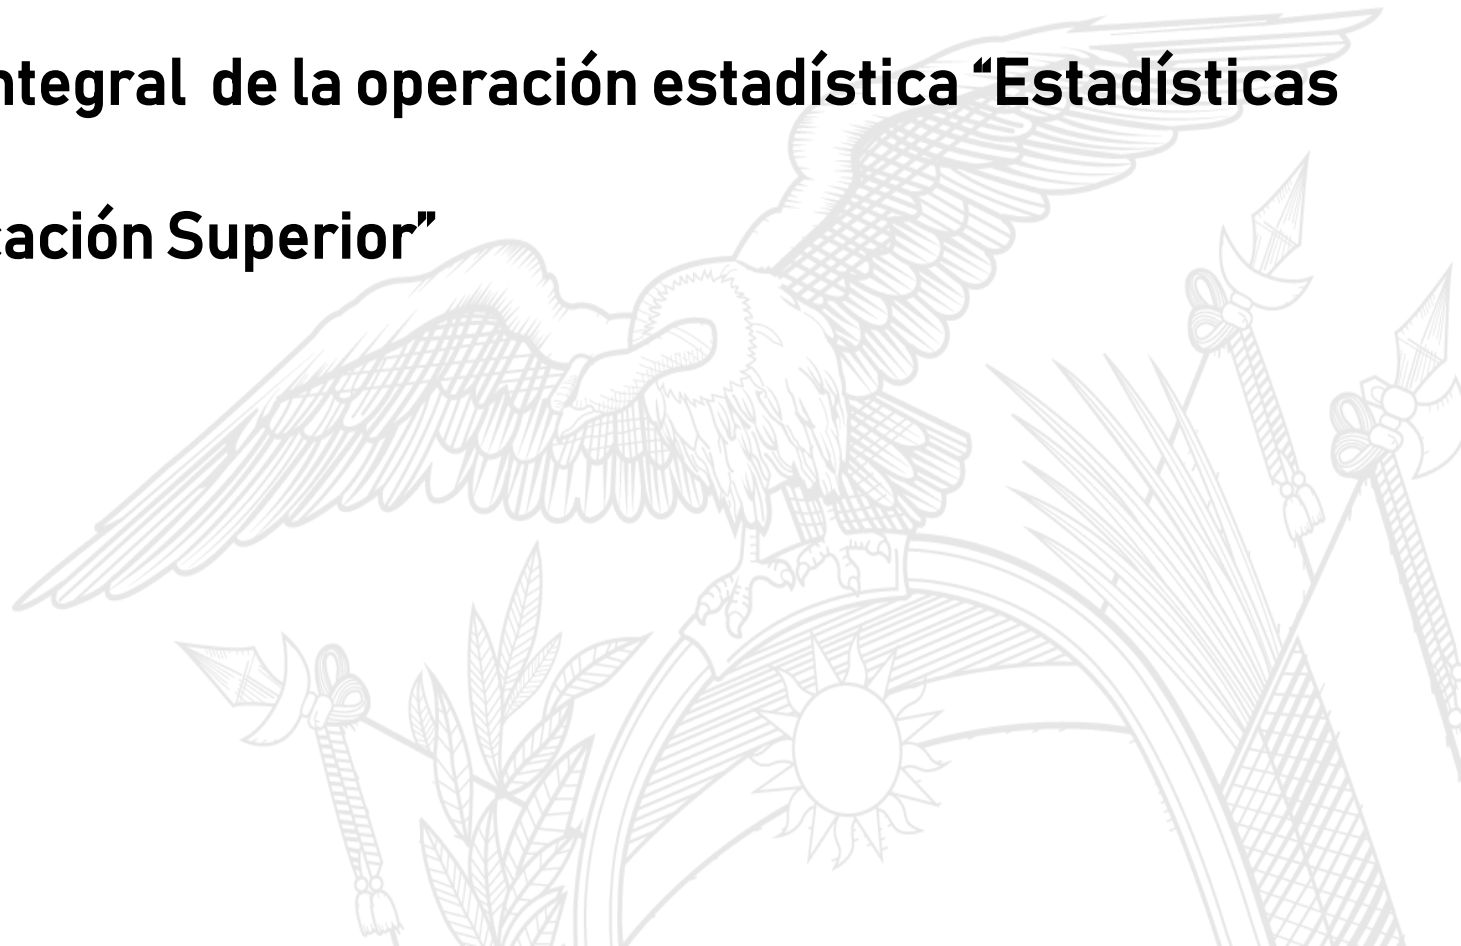 ntegral de la operación estadística “Estadísticas
cación Superior”